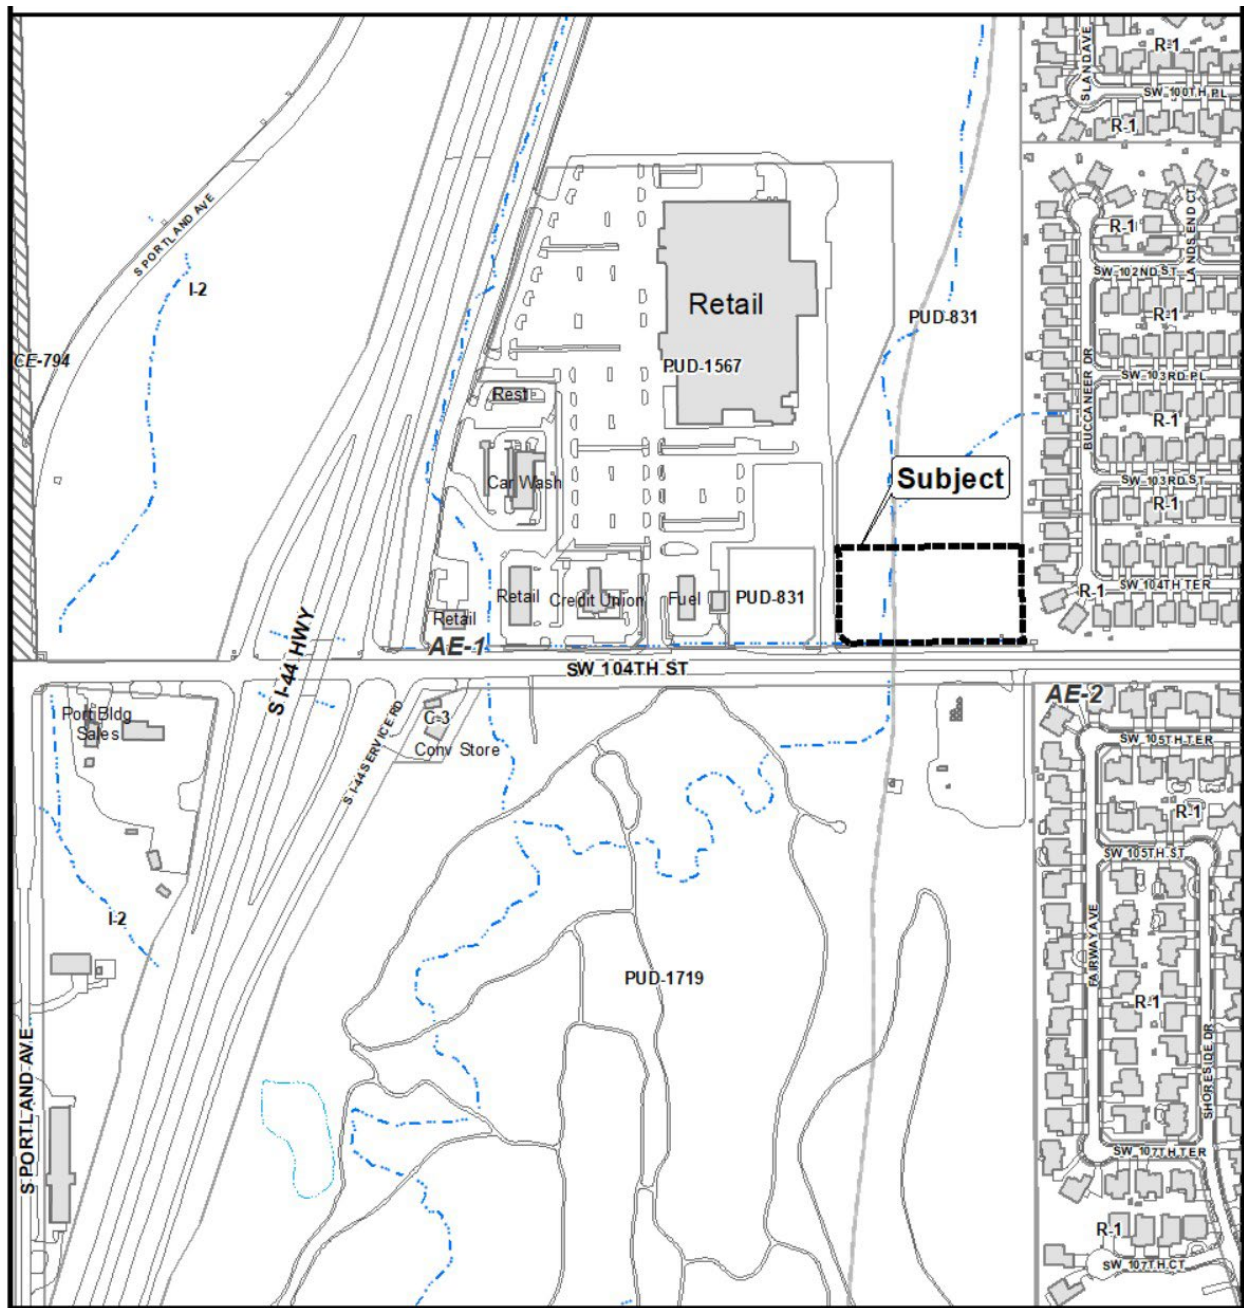 SLAND AVE
R-1
SW 100TH PL
R-1
S PORTLAND AVE
I-2
CE-794
Retail
PUD-1567
PUD-831
R-1
LANDS END CT
SW 102ND ST
R-1
BUCCANEER DR
SW 103RD PL
R-1
Rest
Car Wash
Subject
SW 103RD ST
R-1
Retail
Credit Union
Fuel
PUD-831
SW 104TH TER
R-1
Retail
AE-1
SW 104TH ST
S I-44 HWY
S I-44 SERVICE RD
Port Bldg
Sales
C-3
Conv Store
AE-2
SW 105TH TER
R-1
SW 105TH ST
I-2
FAIRWAY AVE
PUD-1719
R-1
SHORESIDE DR
S PORTLAND AVE
SW 107TH TER
R-1
SW 107TH CT